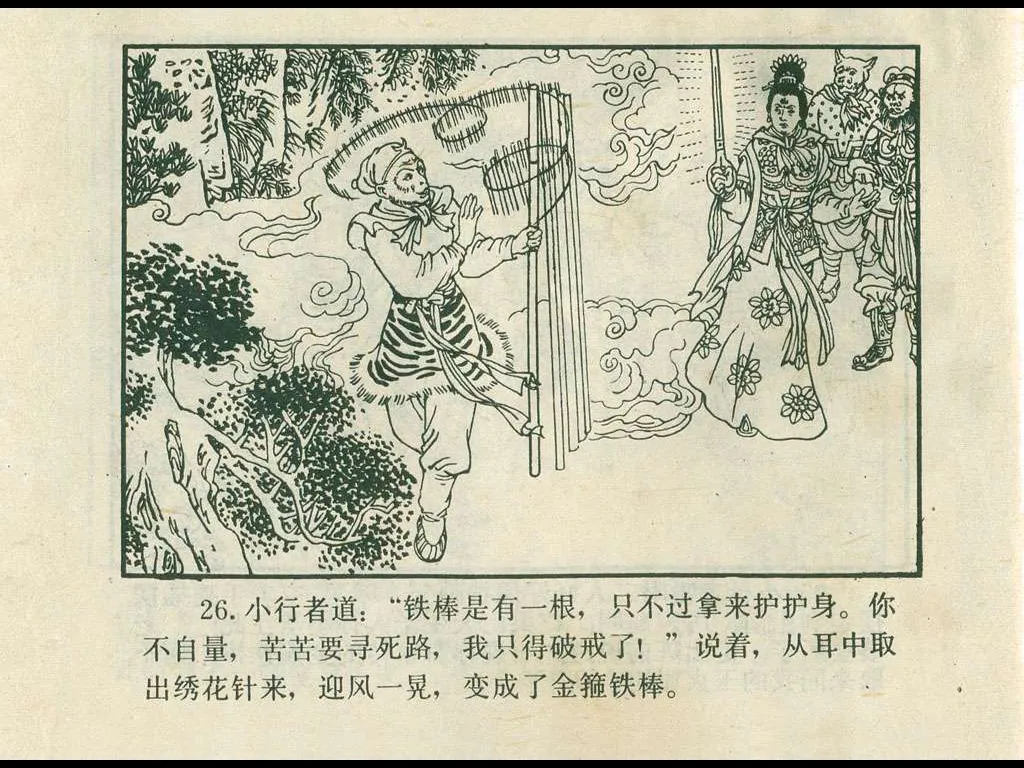 26.小行者道：“铁棒是有一根，只不过拿来护护身。你
不自量，苦苦要寻死路，我只得破戒了！”说着，从耳中取
出绣花针来，迎风一晃，变成了金箍铁棒。